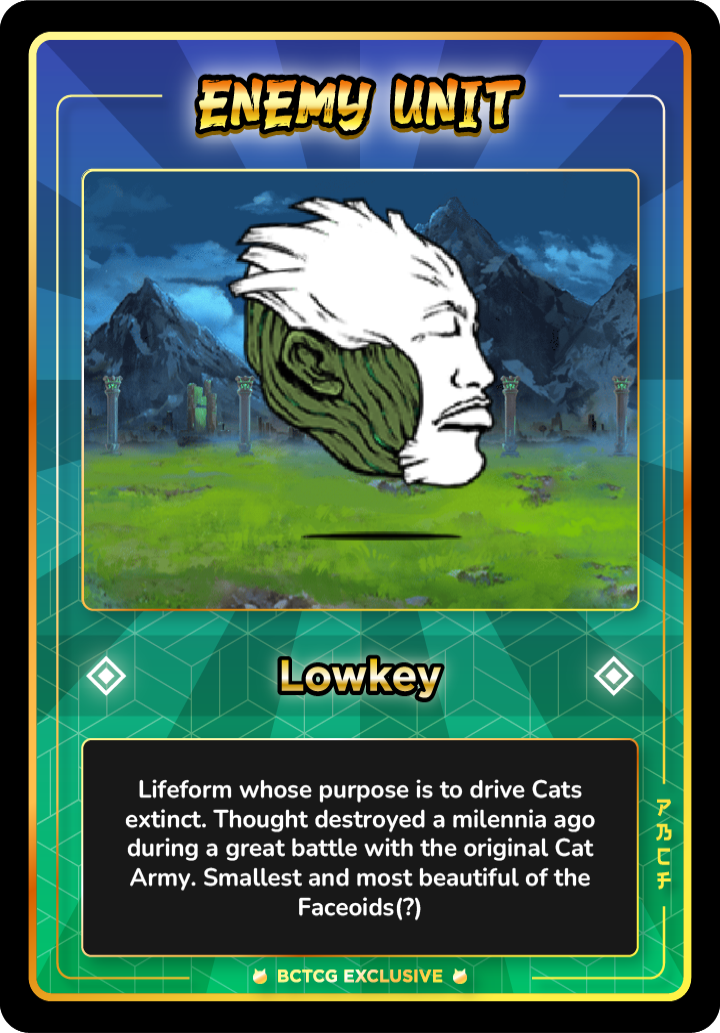 ENEMY UNIT
Lowkey
Lifeform whose purpose is to drive Cats
extinct. Thought destroyed a milennia ago
during a great battle with the original Cat
Army. Smallest and most beautiful of the
Faceoids(?)
BCTCG EXCLUSIVE